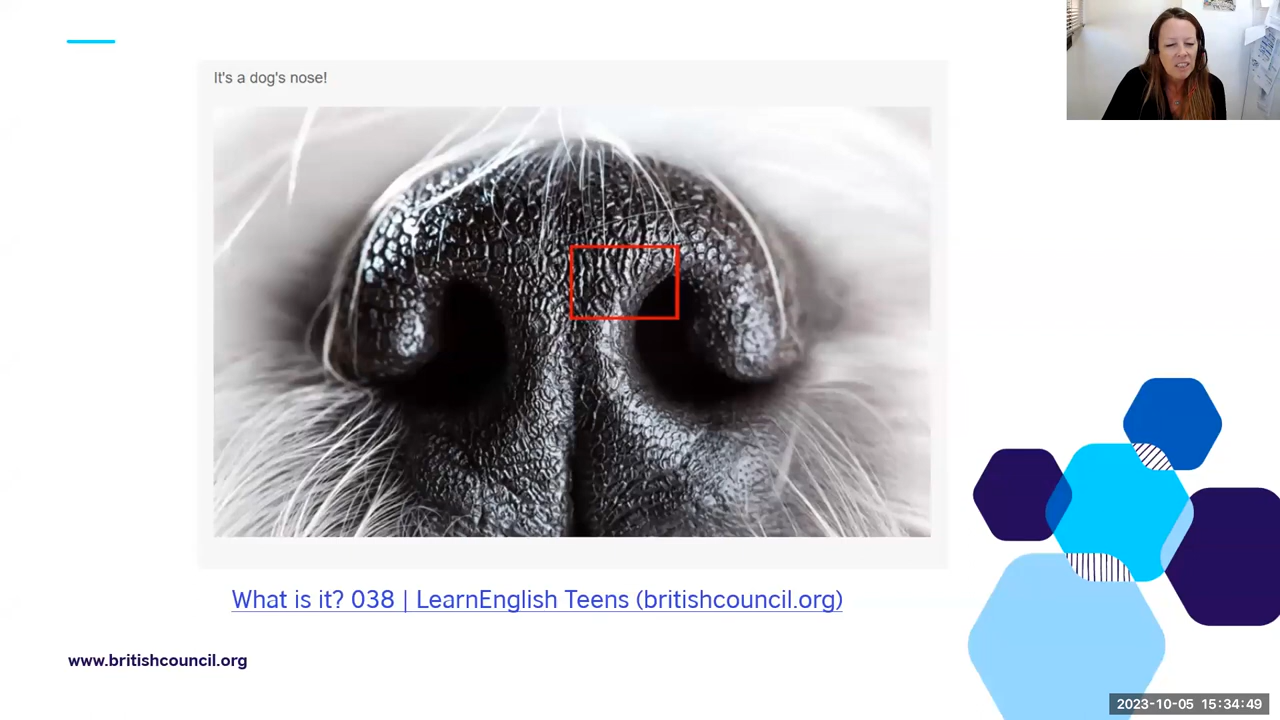 It's a dog's nose!
What is it? 038 | LearnEnglish Teens (britishcouncil.org)
www.britishcouncil.org
2023-10-05 15:34:49